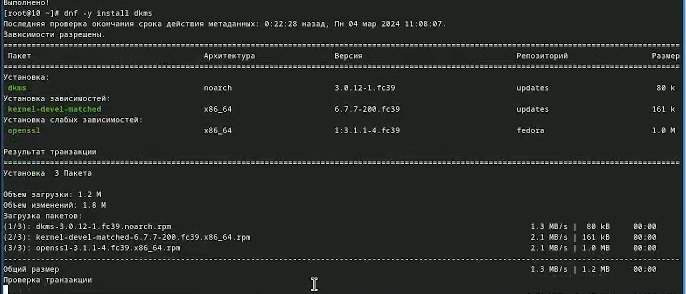 Выполнено!
[root@10 ~]# dnf -y install dkms
Последняя проверка окончания срока действия метаданных: 0:22:28 назад, Пн 04 мар 2024 11:08:07.
Зависимости разрешены.
Пакет Архитектура Версия Репозиторий Размер
Установка:
dkms noarch 3.0.12-1.fc39 updates 80 k
Установка зависимостей:
kernel-devel-matched x86_64 6.7.7-200.fc39 updates 161 k
Установка слабых зависимостей:
openssl x86_64 1:3.1.1-4.fc39 fedora 1.0 M
Результат транзакции
Установка 3 Пакета
Объем загрузки: 1.2 M
Объем изменений: 1.8 M
Загрузка пакетов:
(1/3): dkms-3.0.12-1.fc39.noarch.rpm 1.3 MB/s | 80 kB 00:00
(2/3): kernel-devel-matched-6.7.7-200.fc39.x86_64.rpm 2.1 MB/s | 161 kB 00:00
(3/3): openssl-3.1.1-4.fc39.x86_64.rpm 2.1 MB/s | 1.0 MB 00:00
Общий размер 1.3 MB/s | 1.2 MB 00:00
Проверка транзакции